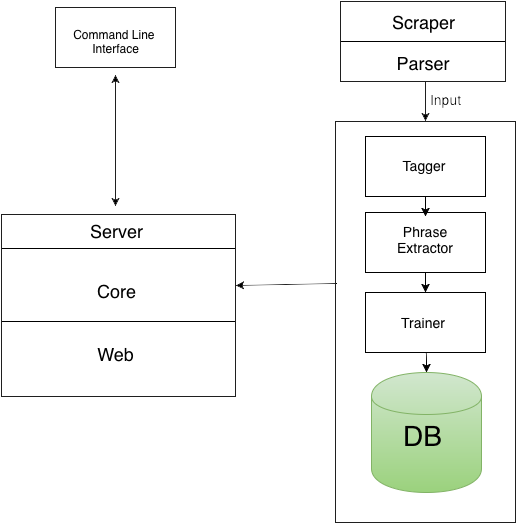 Command Line
Interface
Scraper
Parser
Input
Tagger
Phrase
Extractor
Trainer
DB
Server
Core
Web